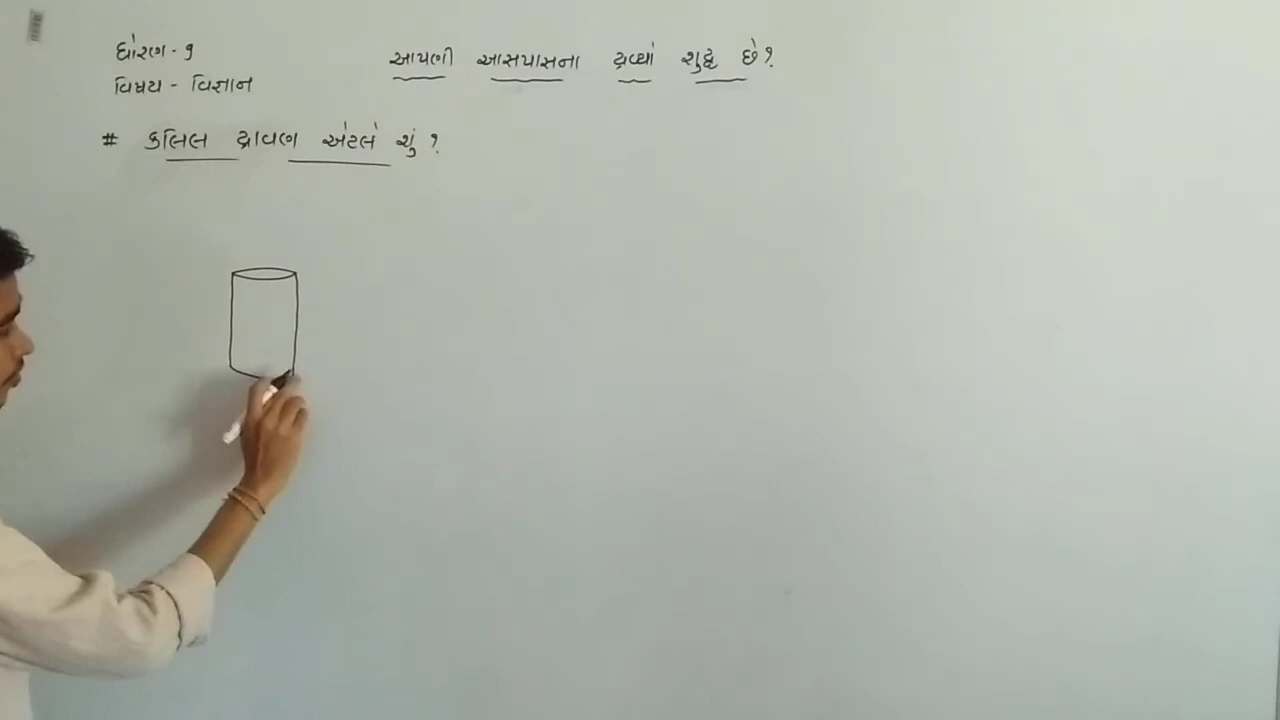 ધોરણ - ૧
આપણી આસપાસના દ્રવ્યો શુદ્ધ છે?
વિષય - વિજ્ઞાન
# કલિલ દ્રાવણ એટલે શું ?